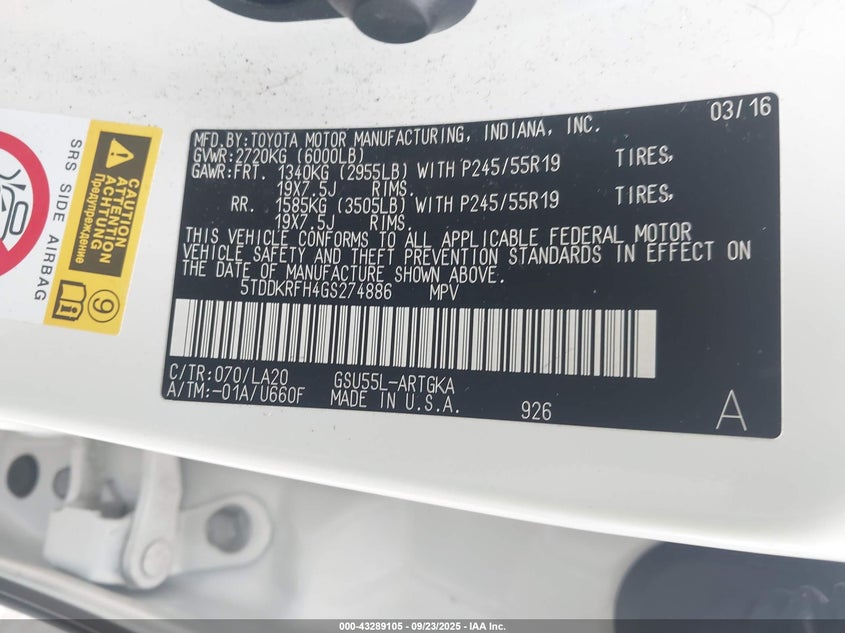 03/16
MFD.BY:TOYOTA MOTOR MANUFACTURING, INDIANA, INC.
GVWR:2720KG (6000LB)
GAWR:FRT. 1340KG (2955LB) WITH P245/55R19 TIRES,
19X7.5J RIMS.
RR. 1585KG (3505LB) WITH P245/55R19 TIRES,
19X7.5J RIMS.
THIS VEHICLE CONFORMS TO ALL APPLICABLE FEDERAL MOTOR
VEHICLE SAFETY AND THEFT PREVENTION STANDARDS IN EFFECT ON
THE DATE OF MANUFACTURE SHOWN ABOVE.
5TDDKRFH4GS274886 MPV
C/TR:070/LA20 GSU55L-ARTGKA
A/TM:-01A/U660F MADE IN U.S.A. 926 A
SRS SIDE AIRBAG
CAUTION
ATTENTION
ACHTUNG
Предупреждение
9
000-43289105 - 09/23/2025 - IAA Inc.